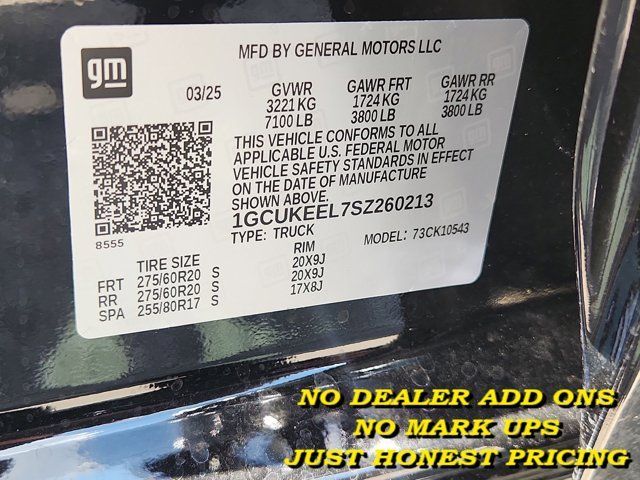 gm
MFD BY GENERAL MOTORS LLC
03/25 GVWR GAWR FRT GAWR RR
3221 KG 1724 KG 1724 KG
7100 LB 3800 LB 3800 LB
THIS VEHICLE CONFORMS TO ALL
APPLICABLE U.S. FEDERAL MOTOR
VEHICLE SAFETY STANDARDS IN EFFECT
ON THE DATE OF MANUFACTURE
SHOWN ABOVE.
1GCUKEEL7SZ260213
8555
TYPE: TRUCK MODEL: 73CK10543
TIRE SIZE RIM
FRT 275/60R20 S 20X9J
RR 275/60R20 S 20X9J
SPA 255/80R17 S 17X8J
NO DEALER ADD ONS
NO MARK UPS
JUST HONEST PRICING